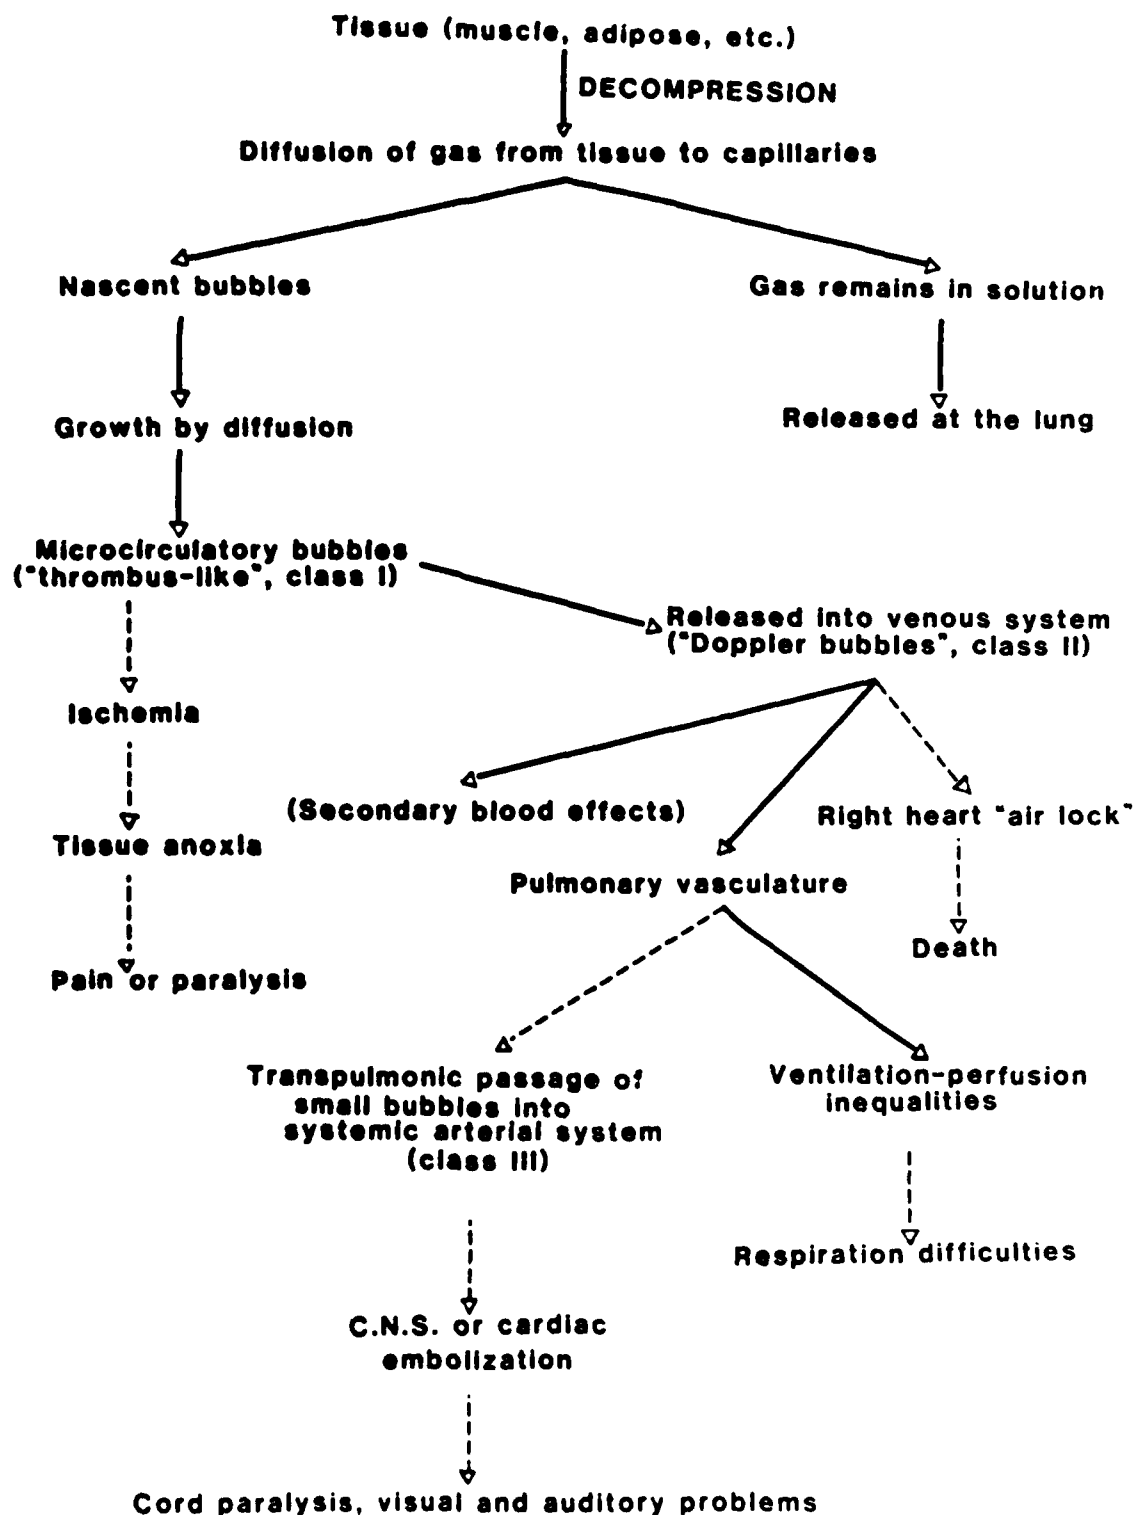 Tissue (muscle, adipose, etc.)
DECOMPRESSION
Diffusion of gas from tissue to capillaries
Nascent bubbles
Gas remains in solution
Growth by diffusion
Released at the lung
Microcirculatory bubbles
("thrombus-like", class I)
Released into venous system
("Doppler bubbles", class II)
Ischemia
(Secondary blood effects)
Right heart "air lock"
Tissue anoxia
Pulmonary vasculature
Death
Pain or paralysis
Transpulmonic passage of
small bubbles into
systemic arterial system
(class III)
Ventilation-perfusion
inequalities
Respiration difficulties
C.N.S. or cardiac
embolization
Cord paralysis, visual and auditory problems